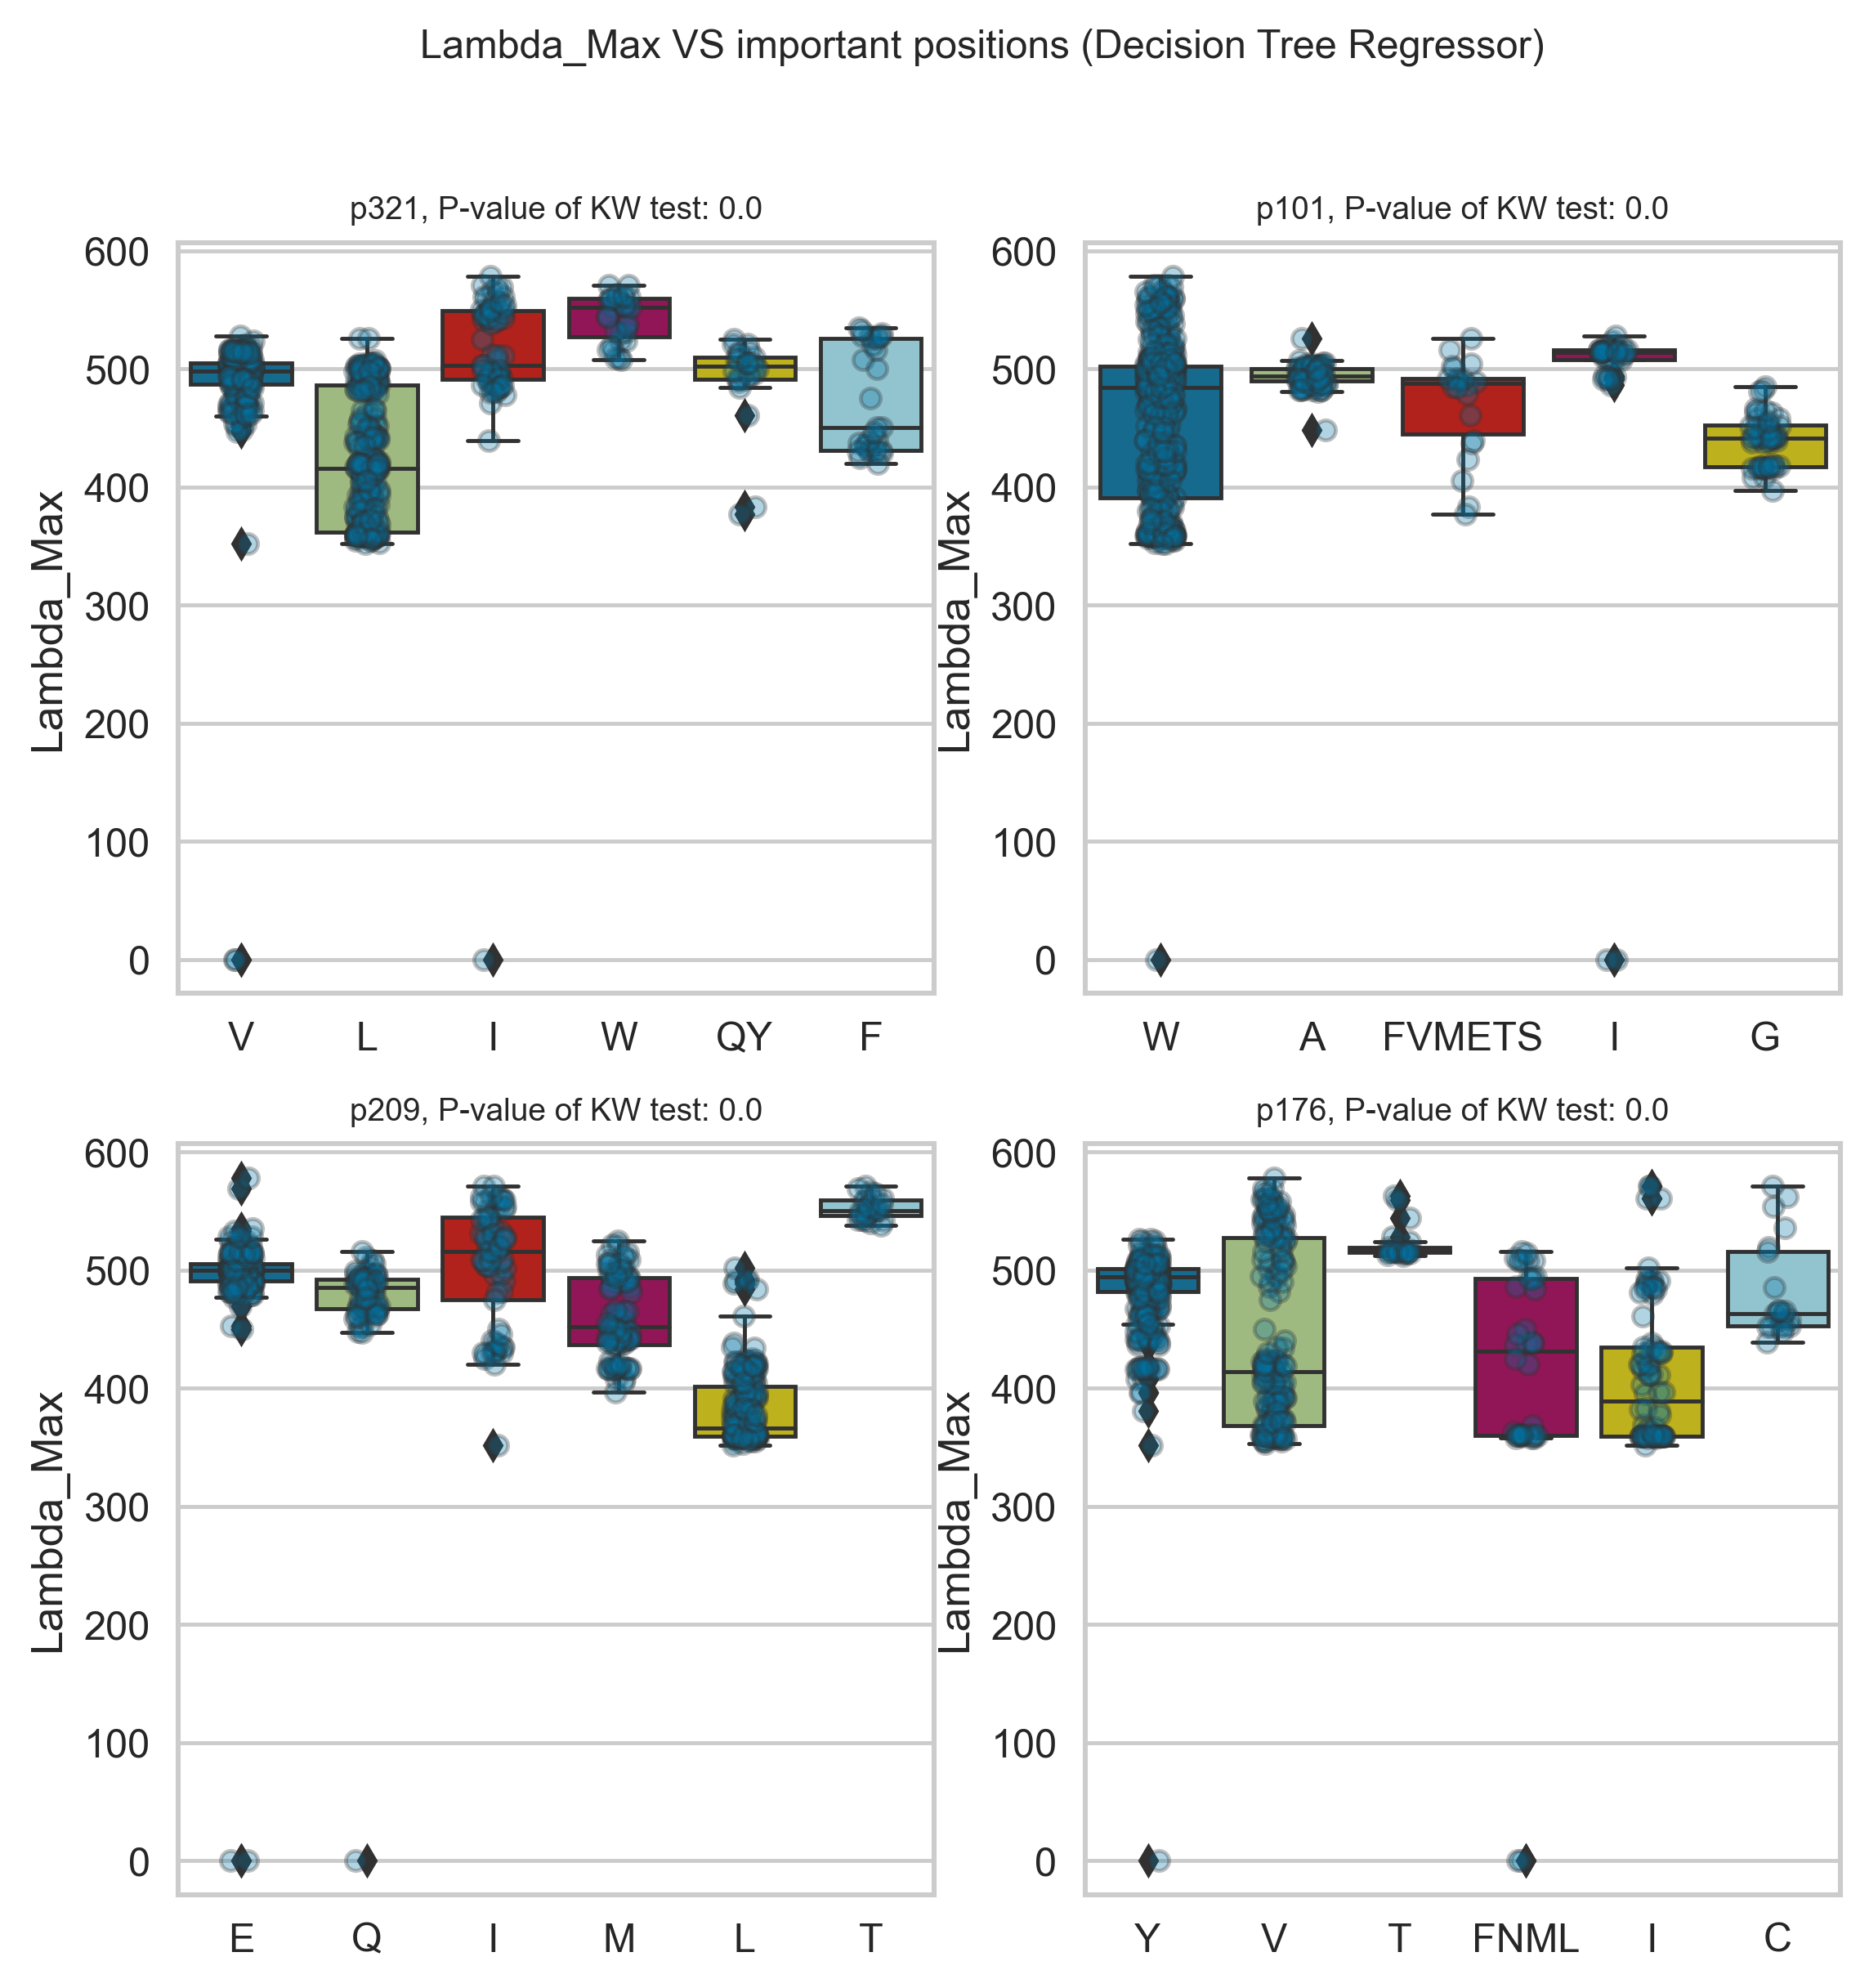 Lambda_Max VS important positions (Decision Tree Regressor)
p321, P-value of KW test: 0.0
Lambda_Max
600
500
400
300
200
100
0
V L I W QY F
p101, P-value of KW test: 0.0
Lambda_Max
600
500
400
300
200
100
0
W A FVMETS I G
p209, P-value of KW test: 0.0
Lambda_Max
600
500
400
300
200
100
0
E Q I M L T
p176, P-value of KW test: 0.0
Lambda_Max
600
500
400
300
200
100
0
Y V T FNML I C